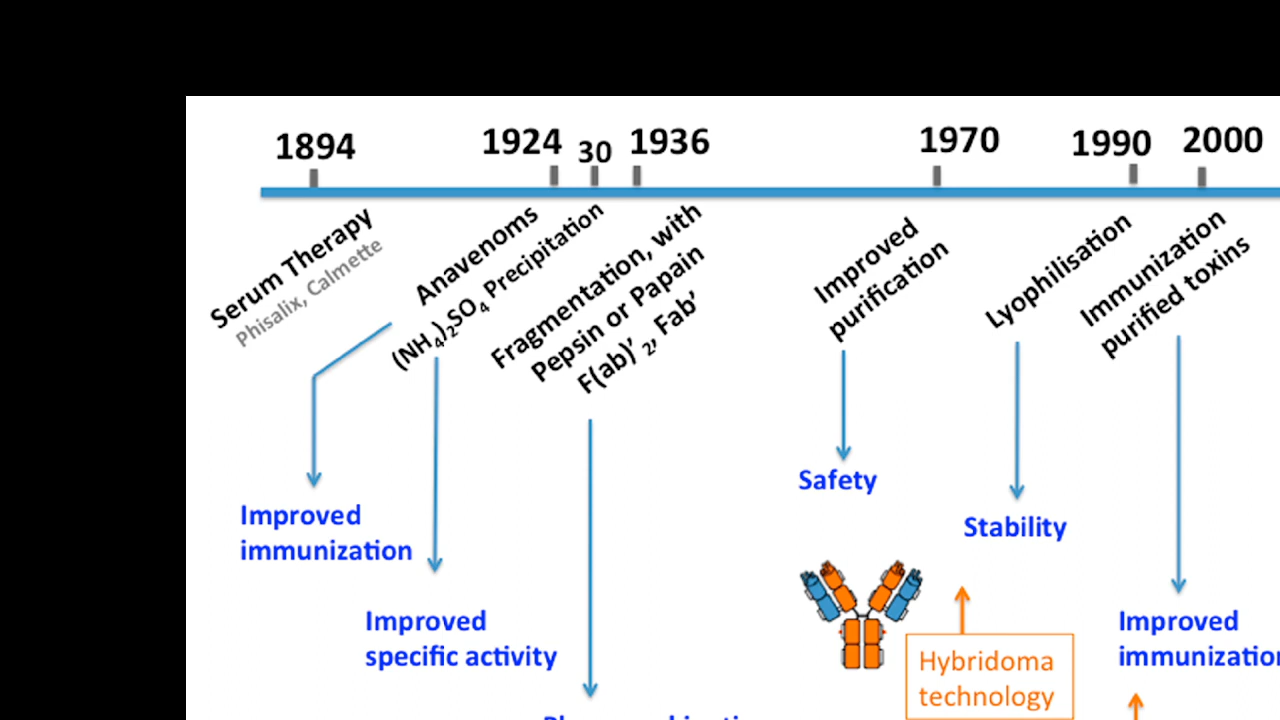 1894
1924
30
1936
1970
1990
2000
Serum Therapy
Phisalix, Calmette
Anavenoms
(NH4)2SO4 Precipitation
Fragmentation, with
Pepsin or Papain
F(ab)'2, Fab'
Improved
purification
Lyophilisation
Immunization
purified toxins
Improved
immunization
Improved
specific activity
Safety
Stability
Hybridoma
technology
Improved
immunization